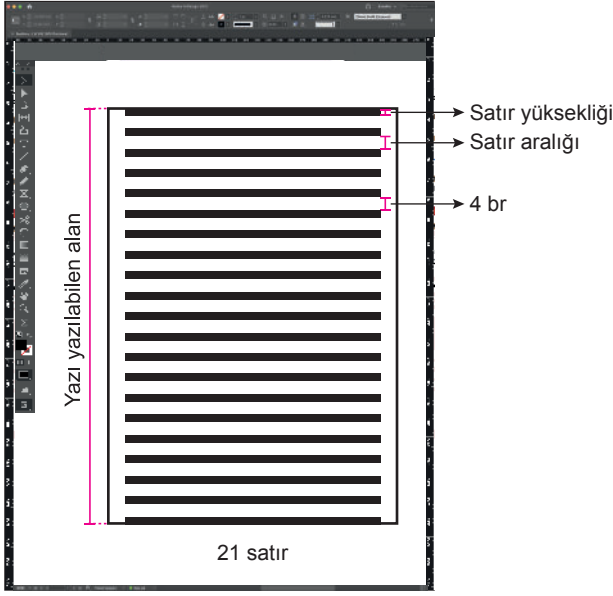 Satır yüksekliği
Satır aralığı
4 br
Yazı yazılabilen alan
21 satır